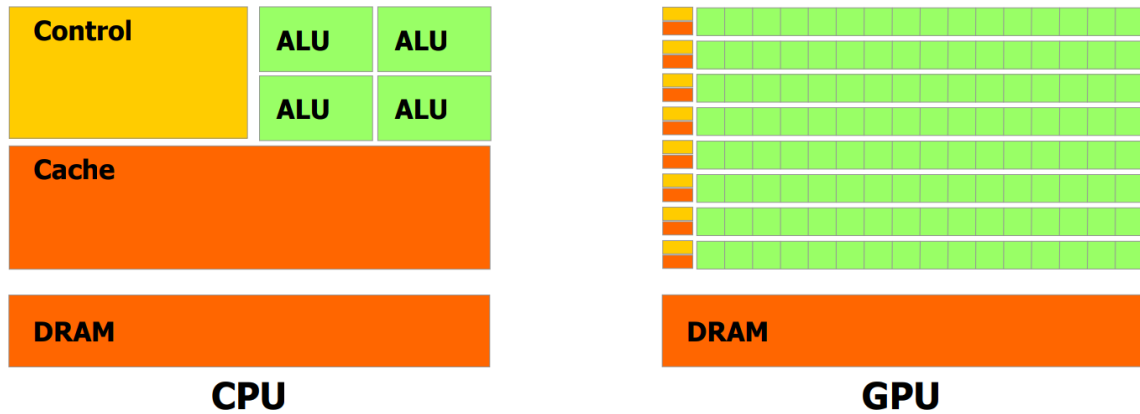 Control
ALU
ALU
ALU
ALU
Cache
DRAM
CPU
DRAM
GPU